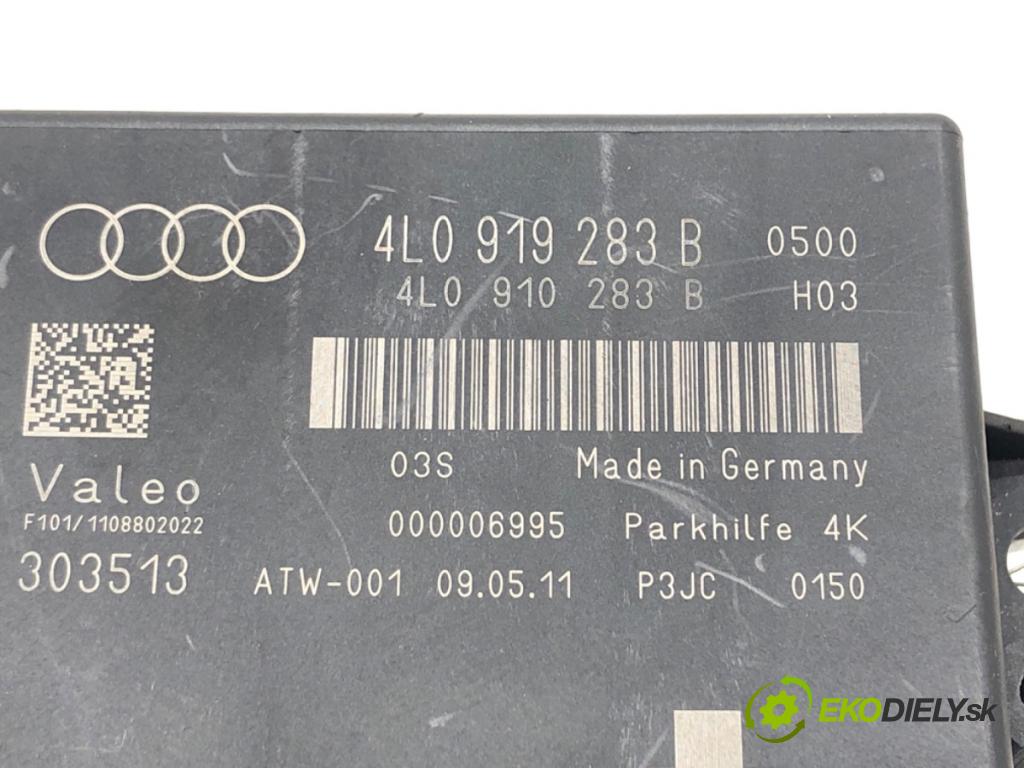 4L0 919 283 B 0500
4L0 910 283 B H03
03S Made in Germany
Valeo
F101/1108802022
000006995 Parkhilfe 4K
303513
ATW-001 09.05.11 P3JC 0150
EKODIELY.sk